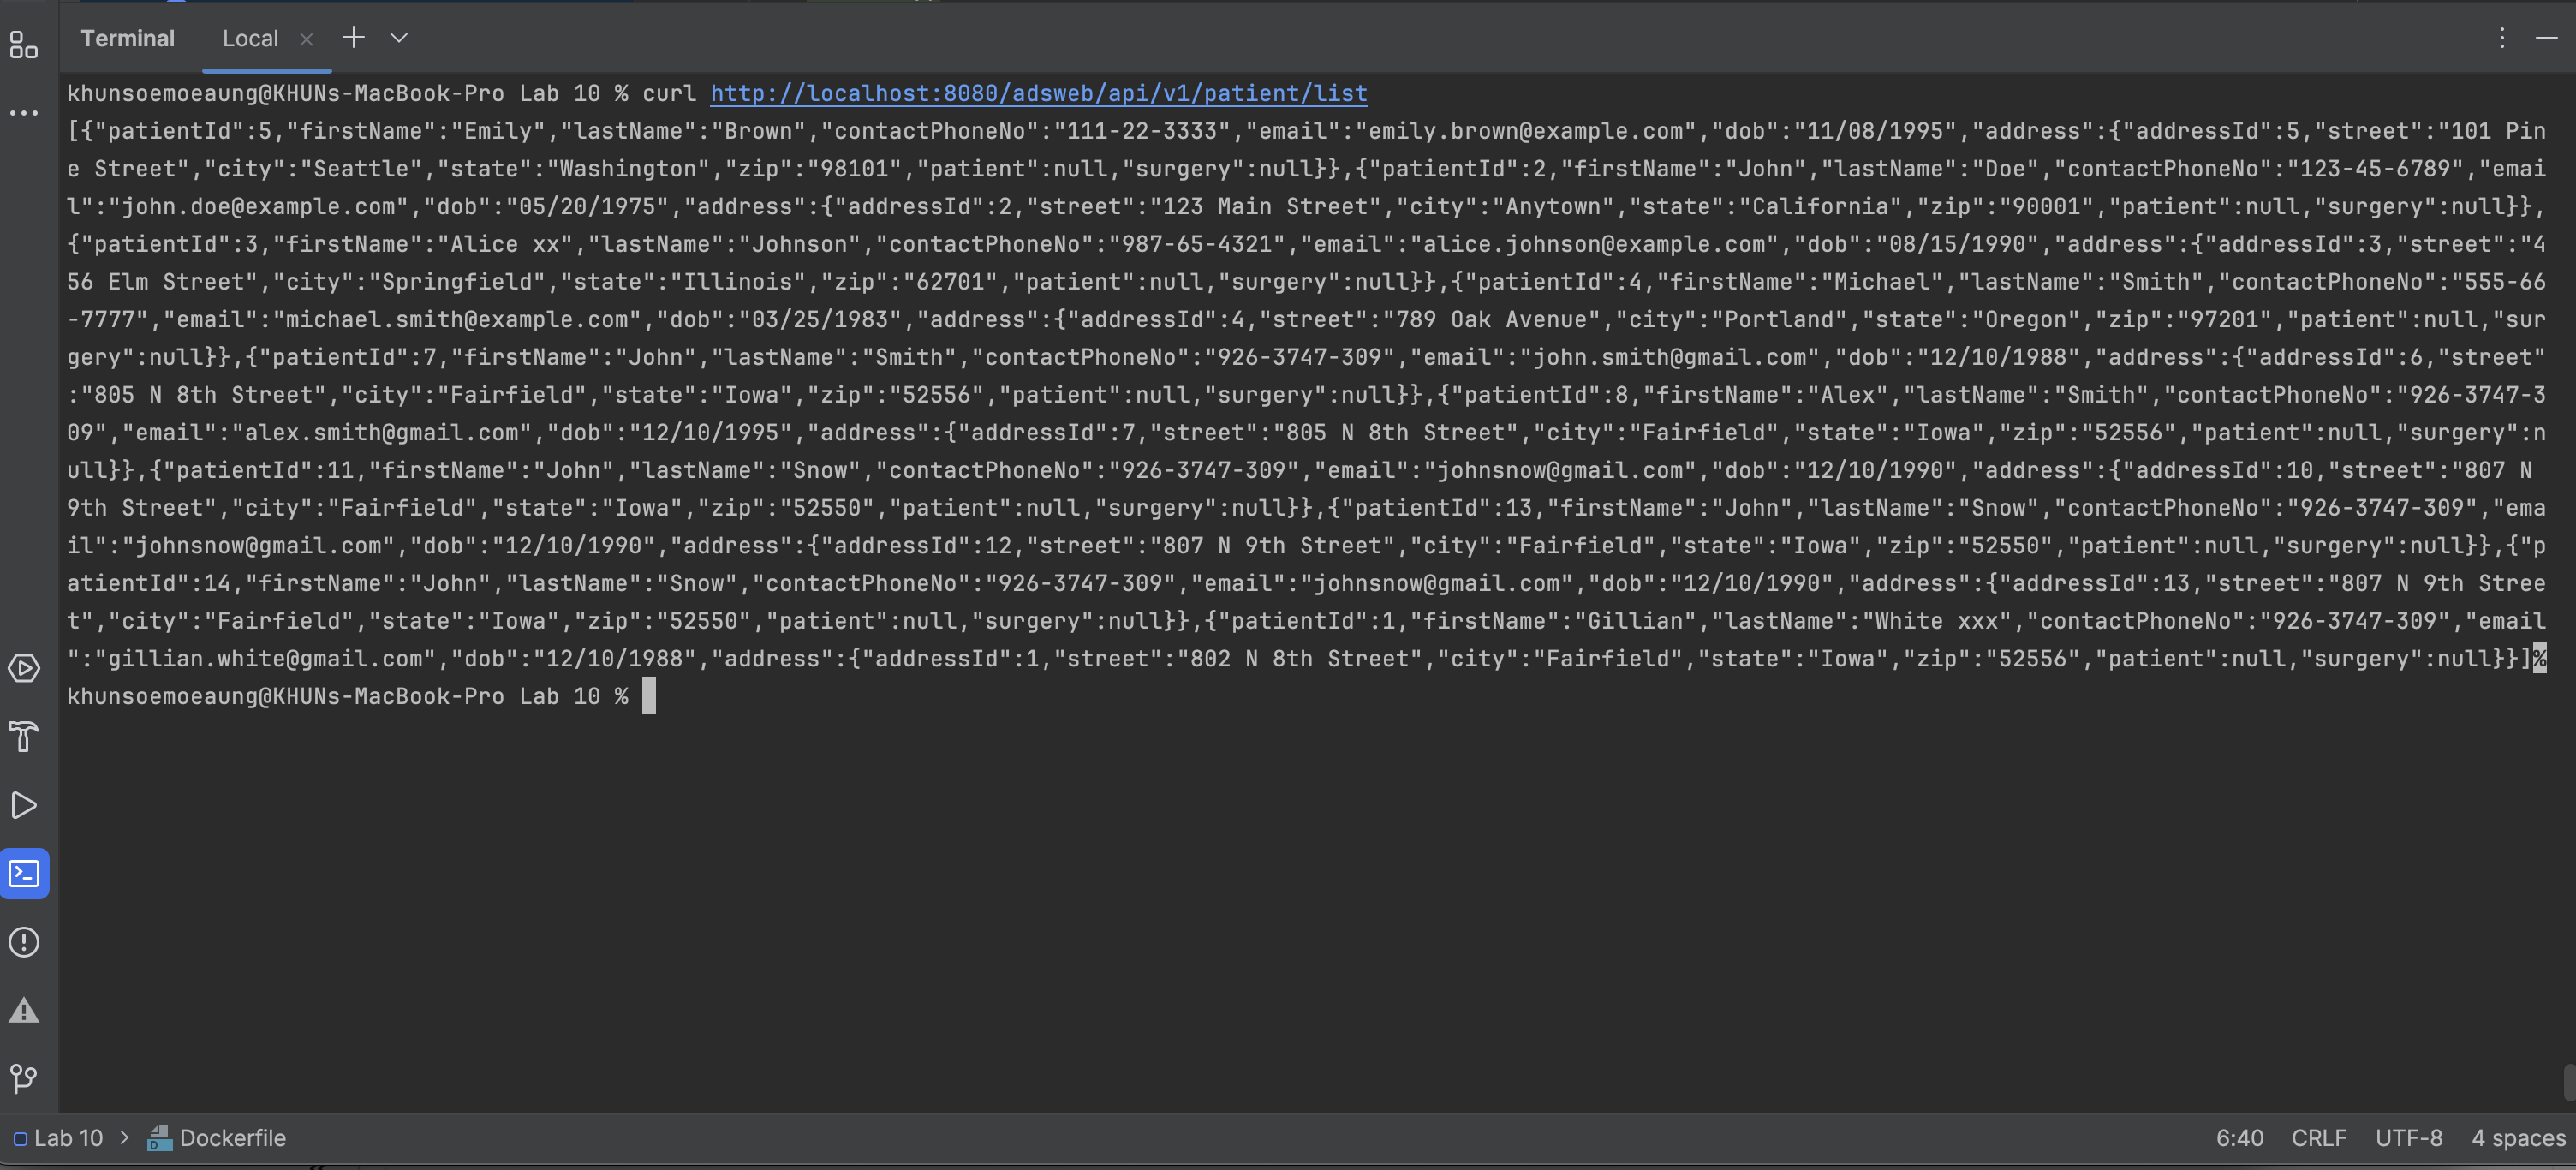 Terminal Local
khunsoemoeaung@KHUNs-MacBook-Pro Lab 10 % curl http://localhost:8080/adsweb/api/v1/patient/list
[{"patientId":5,"firstName":"Emily","lastName":"Brown","contactPhoneNo":"111-22-3333","email":"emily.brown@example.com","dob":"11/08/1995","address":{"addressId":5,"street":"101 Pin
e Street","city":"Seattle","state":"Washington","zip":"98101","patient":null,"surgery":null}},{"patientId":2,"firstName":"John","lastName":"Doe","contactPhoneNo":"123-45-6789","emai
l":"john.doe@example.com","dob":"05/20/1975","address":{"addressId":2,"street":"123 Main Street","city":"Anytown","state":"California","zip":"90001","patient":null,"surgery":null}},
{"patientId":3,"firstName":"Alice xx","lastName":"Johnson","contactPhoneNo":"987-65-4321","email":"alice.johnson@example.com","dob":"08/15/1990","address":{"addressId":3,"street":"4
56 Elm Street","city":"Springfield","state":"Illinois","zip":"62701","patient":null,"surgery":null}},{"patientId":4,"firstName":"Michael","lastName":"Smith","contactPhoneNo":"555-66
-7777","email":"michael.smith@example.com","dob":"03/25/1983","address":{"addressId":4,"street":"789 Oak Avenue","city":"Portland","state":"Oregon","zip":"97201","patient":null,"sur
gery":null}},{"patientId":7,"firstName":"John","lastName":"Smith","contactPhoneNo":"926-3747-309","email":"john.smith@gmail.com","dob":"12/10/1988","address":{"addressId":6,"street"
:"805 N 8th Street","city":"Fairfield","state":"Iowa","zip":"52556","patient":null,"surgery":null}},{"patientId":8,"firstName":"Alex","lastName":"Smith","contactPhoneNo":"926-3747-3
09","email":"alex.smith@gmail.com","dob":"12/10/1995","address":{"addressId":7,"street":"805 N 8th Street","city":"Fairfield","state":"Iowa","zip":"52556","patient":null,"surgery":n
ull}},{"patientId":11,"firstName":"John","lastName":"Snow","contactPhoneNo":"926-3747-309","email":"johnsnow@gmail.com","dob":"12/10/1990","address":{"addressId":10,"street":"807 N
9th Street","city":"Fairfield","state":"Iowa","zip":"52550","patient":null,"surgery":null}},{"patientId":13,"firstName":"John","lastName":"Snow","contactPhoneNo":"926-3747-309","ema
il":"johnsnow@gmail.com","dob":"12/10/1990","address":{"addressId":12,"street":"807 N 9th Street","city":"Fairfield","state":"Iowa","zip":"52550","patient":null,"surgery":null}},{"p
atientId":14,"firstName":"John","lastName":"Snow","contactPhoneNo":"926-3747-309","email":"johnsnow@gmail.com","dob":"12/10/1990","address":{"addressId":13,"street":"807 N 9th Stree
t","city":"Fairfield","state":"Iowa","zip":"52550","patient":null,"surgery":null}},{"patientId":1,"firstName":"Gillian","lastName":"White xxx","contactPhoneNo":"926-3747-309","email
":"gillian.white@gmail.com","dob":"12/10/1988","address":{"addressId":1,"street":"802 N 8th Street","city":"Fairfield","state":"Iowa","zip":"52556","patient":null,"surgery":null}}]%
khunsoemoeaung@KHUNs-MacBook-Pro Lab 10 %
Lab 10 > Dockerfile 6:40 CRLF UTF-8 4 spaces